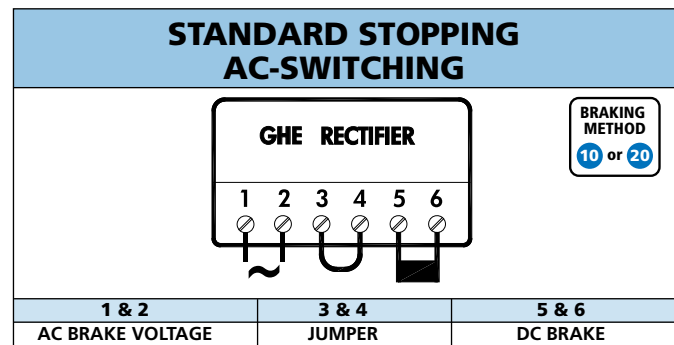 STANDARD STOPPING
AC-SWITCHING
GHE RECTIFIER
1 2 3 4 5 6
~
BRAKING
METHOD
10 or 20
1 & 2 3 & 4 5 & 6
AC BRAKE VOLTAGE JUMPER DC BRAKE